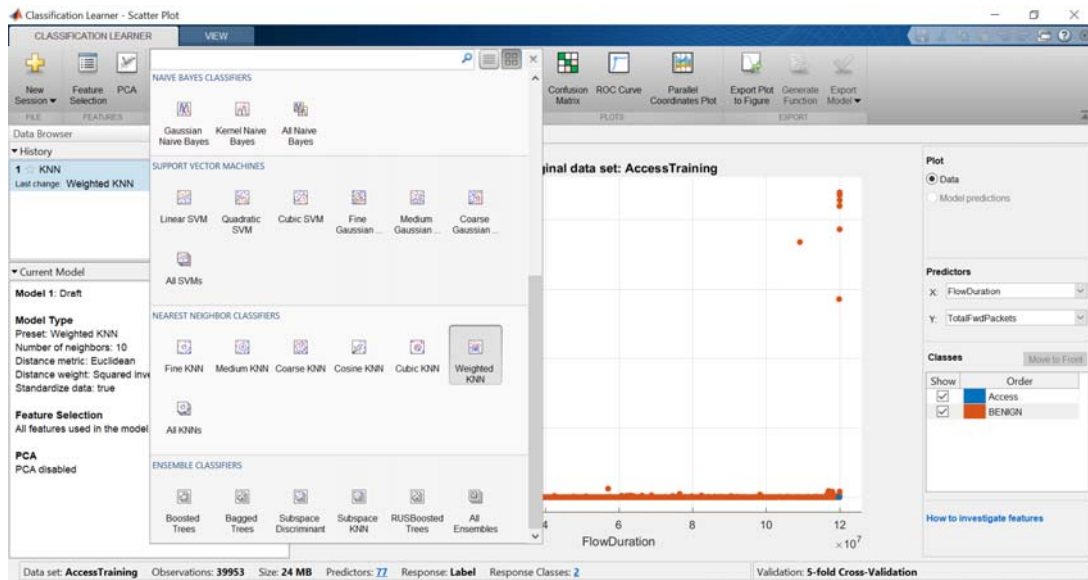 Classification Learner - Scatter Plot
CLASSIFICATION LEARNER VIEW
New Session
Feature Selection
PCA
FILE FEATURES
Confusion Matrix
ROC Curve
Parallel Coordinates Plot
Export Plot to Figure
Generate Function
Export Model
PLOTS EXPORT
Data Browser
History
1 KNN
Last change: Weighted KNN
Current Model
Model 1: Draft
Model Type
Preset: Weighted KNN
Number of neighbors: 10
Distance metric: Euclidean
Distance weight: Squared inve
Standardize data: true
Feature Selection
All features used in the model
PCA
PCA disabled
NAIVE BAYES CLASSIFIERS
Gaussian Naive Bayes
Kernel Naive Bayes
All Naive Bayes
SUPPORT VECTOR MACHINES
Linear SVM
Quadratic SVM
Cubic SVM
Fine Gaussian ...
Medium Gaussian ...
Coarse Gaussian ...
All SVMs
NEAREST NEIGHBOR CLASSIFIERS
Fine KNN
Medium KNN
Coarse KNN
Cosine KNN
Cubic KNN
Weighted KNN
All KNNs
ENSEMBLE CLASSIFIERS
Boosted Trees
Bagged Trees
Subspace Discriminant
Subspace KNN
RUSBoosted Trees
All Ensembles
ginal data set: AccessTraining
4 6 8 10 12
×10⁷
FlowDuration
Plot
Data
Model predictions
Predictors
X: FlowDuration
Y: TotalFwdPackets
Classes
Move to Front
Show Order
Access
BENIGN
How to investigate features
Data set: AccessTraining Observations: 39953 Size: 24 MB Predictors: 77 Response: Label Response Classes: 2 Validation: 5-fold Cross-Validation